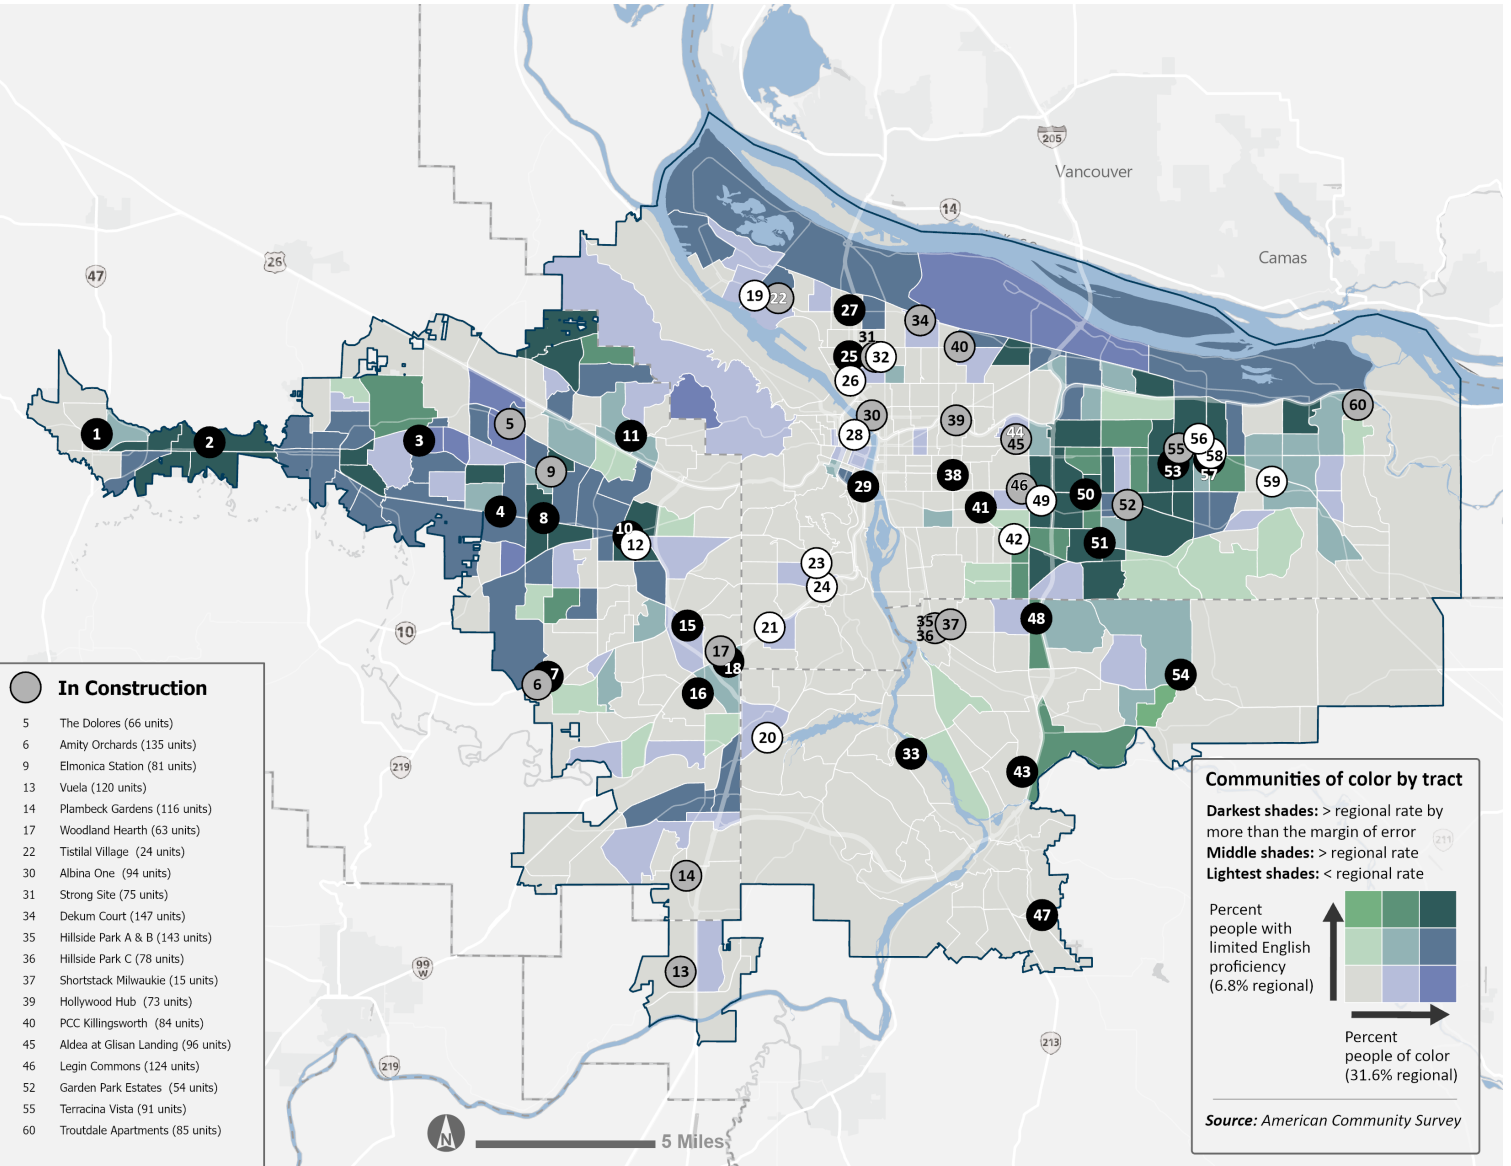 205
Vancouver
14
Camas
26
47
19
22
27
34
31
25
32
40
26
60
30
39
5
28
44
45
56
1
2
3
11
55
58
53
57
9
29
38
46
49
50
59
52
4
8
41
10
12
42
51
23
24
15
21
35
37
36
48
10
17
18
7
6
16
54
20
33
43
219
14
47
13
99
W
219
213
211
In Construction
5 The Dolores (66 units)
6 Amity Orchards (135 units)
9 Elmonica Station (81 units)
13 Vuela (120 units)
14 Plambeck Gardens (116 units)
17 Woodland Hearth (63 units)
22 Tistilal Village (24 units)
30 Albina One (94 units)
31 Strong Site (75 units)
34 Dekum Court (147 units)
35 Hillside Park A & B (143 units)
36 Hillside Park C (78 units)
37 Shortstack Milwaukie (15 units)
39 Hollywood Hub (73 units)
40 PCC Killingsworth (84 units)
45 Aldea at Glisan Landing (96 units)
46 Legin Commons (124 units)
52 Garden Park Estates (54 units)
55 Terracina Vista (91 units)
60 Troutdale Apartments (85 units)
N
5 Miles
Communities of color by tract
Darkest shades: > regional rate by
more than the margin of error
Middle shades: > regional rate
Lightest shades: < regional rate
Percent
people with
limited English
proficiency
(6.8% regional)
Percent
people of color
(31.6% regional)
Source: American Community Survey